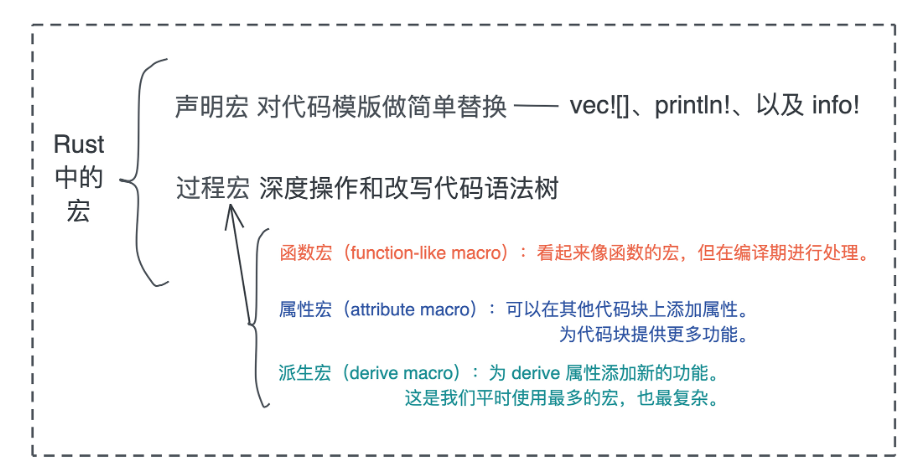 Rust
中的
宏
声明宏 对代码模版做简单替换 vec![]、println!、以及 info!
过程宏 深度操作和改写代码语法树
函数宏（function-like macro）：看起来像函数的宏，但在编译期进行处理。
属性宏（attribute macro）：可以在其他代码块上添加属性。
为代码块提供更多功能。
派生宏（derive macro）：为 derive 属性添加新的功能。
这是我们平时使用最多的宏，也最复杂。